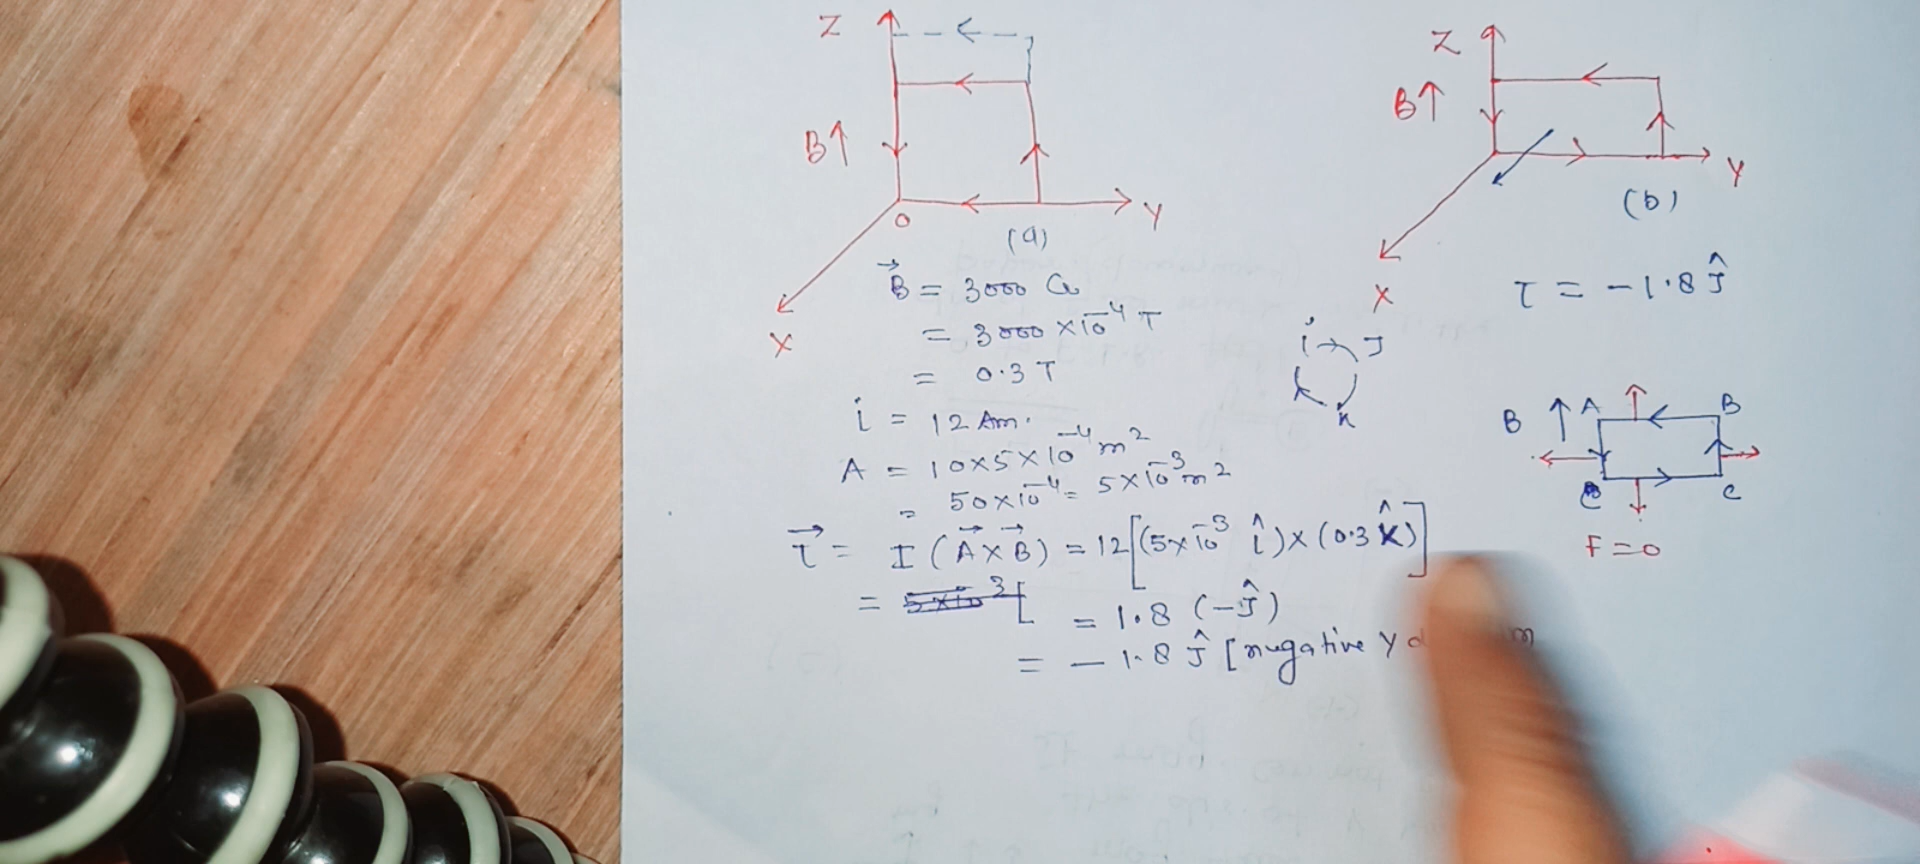 Z
B↑
O
Y
X
(a)
B⃗ = 3000 G
= 3000 × 10⁻⁴ T
= 0.3 T
i = 12 Am.
A = 10×5×10⁻⁴ m²
= 50×10⁻⁴ = 5×10⁻³ m²
τ⃗ = I (A⃗ × B⃗) = 12[(5×10⁻³ î) × (0.3 k̂)]
= [ = 1.8 (-ĵ)
= - 1.8 ĵ [negative y
Z
B↑
Y
X
(b)
τ = -1.8 ĵ
i → J
k
B ↑ A B
C
F = 0